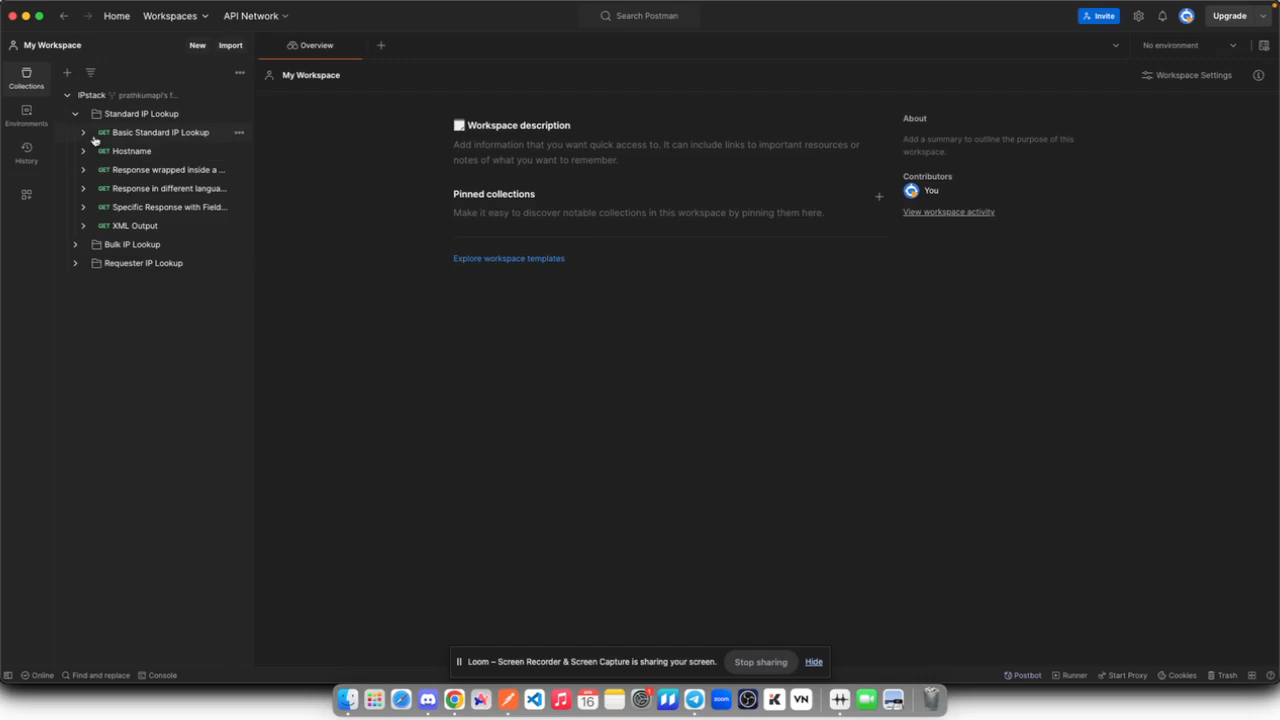 Home
Workspaces
API Network
Search Postman
Invite
Upgrade
My Workspace
New
Import
Overview
No environment
Collections
Environments
History
My Workspace
Workspace Settings
IPstack
prathkumapi's f...
Standard IP Lookup
GET Basic Standard IP Lookup
GET Hostname
GET Response wrapped inside a ...
GET Response in different langua...
GET Specific Response with Field...
GET XML Output
Bulk IP Lookup
Requester IP Lookup
Workspace description
Add information that you want quick access to. It can include links to important resources or
notes of what you want to remember.
Pinned collections
Make it easy to discover notable collections in this workspace by pinning them here.
Explore workspace templates
About
Add a summary to outline the purpose of this
workspace.
Contributors
You
View workspace activity
Loom – Screen Recorder & Screen Capture is sharing your screen.
Stop sharing
Hide
Online
Find and replace
Console
Postbot
Runner
Start Proxy
Cookies
Trash
16
zoom
K
VN